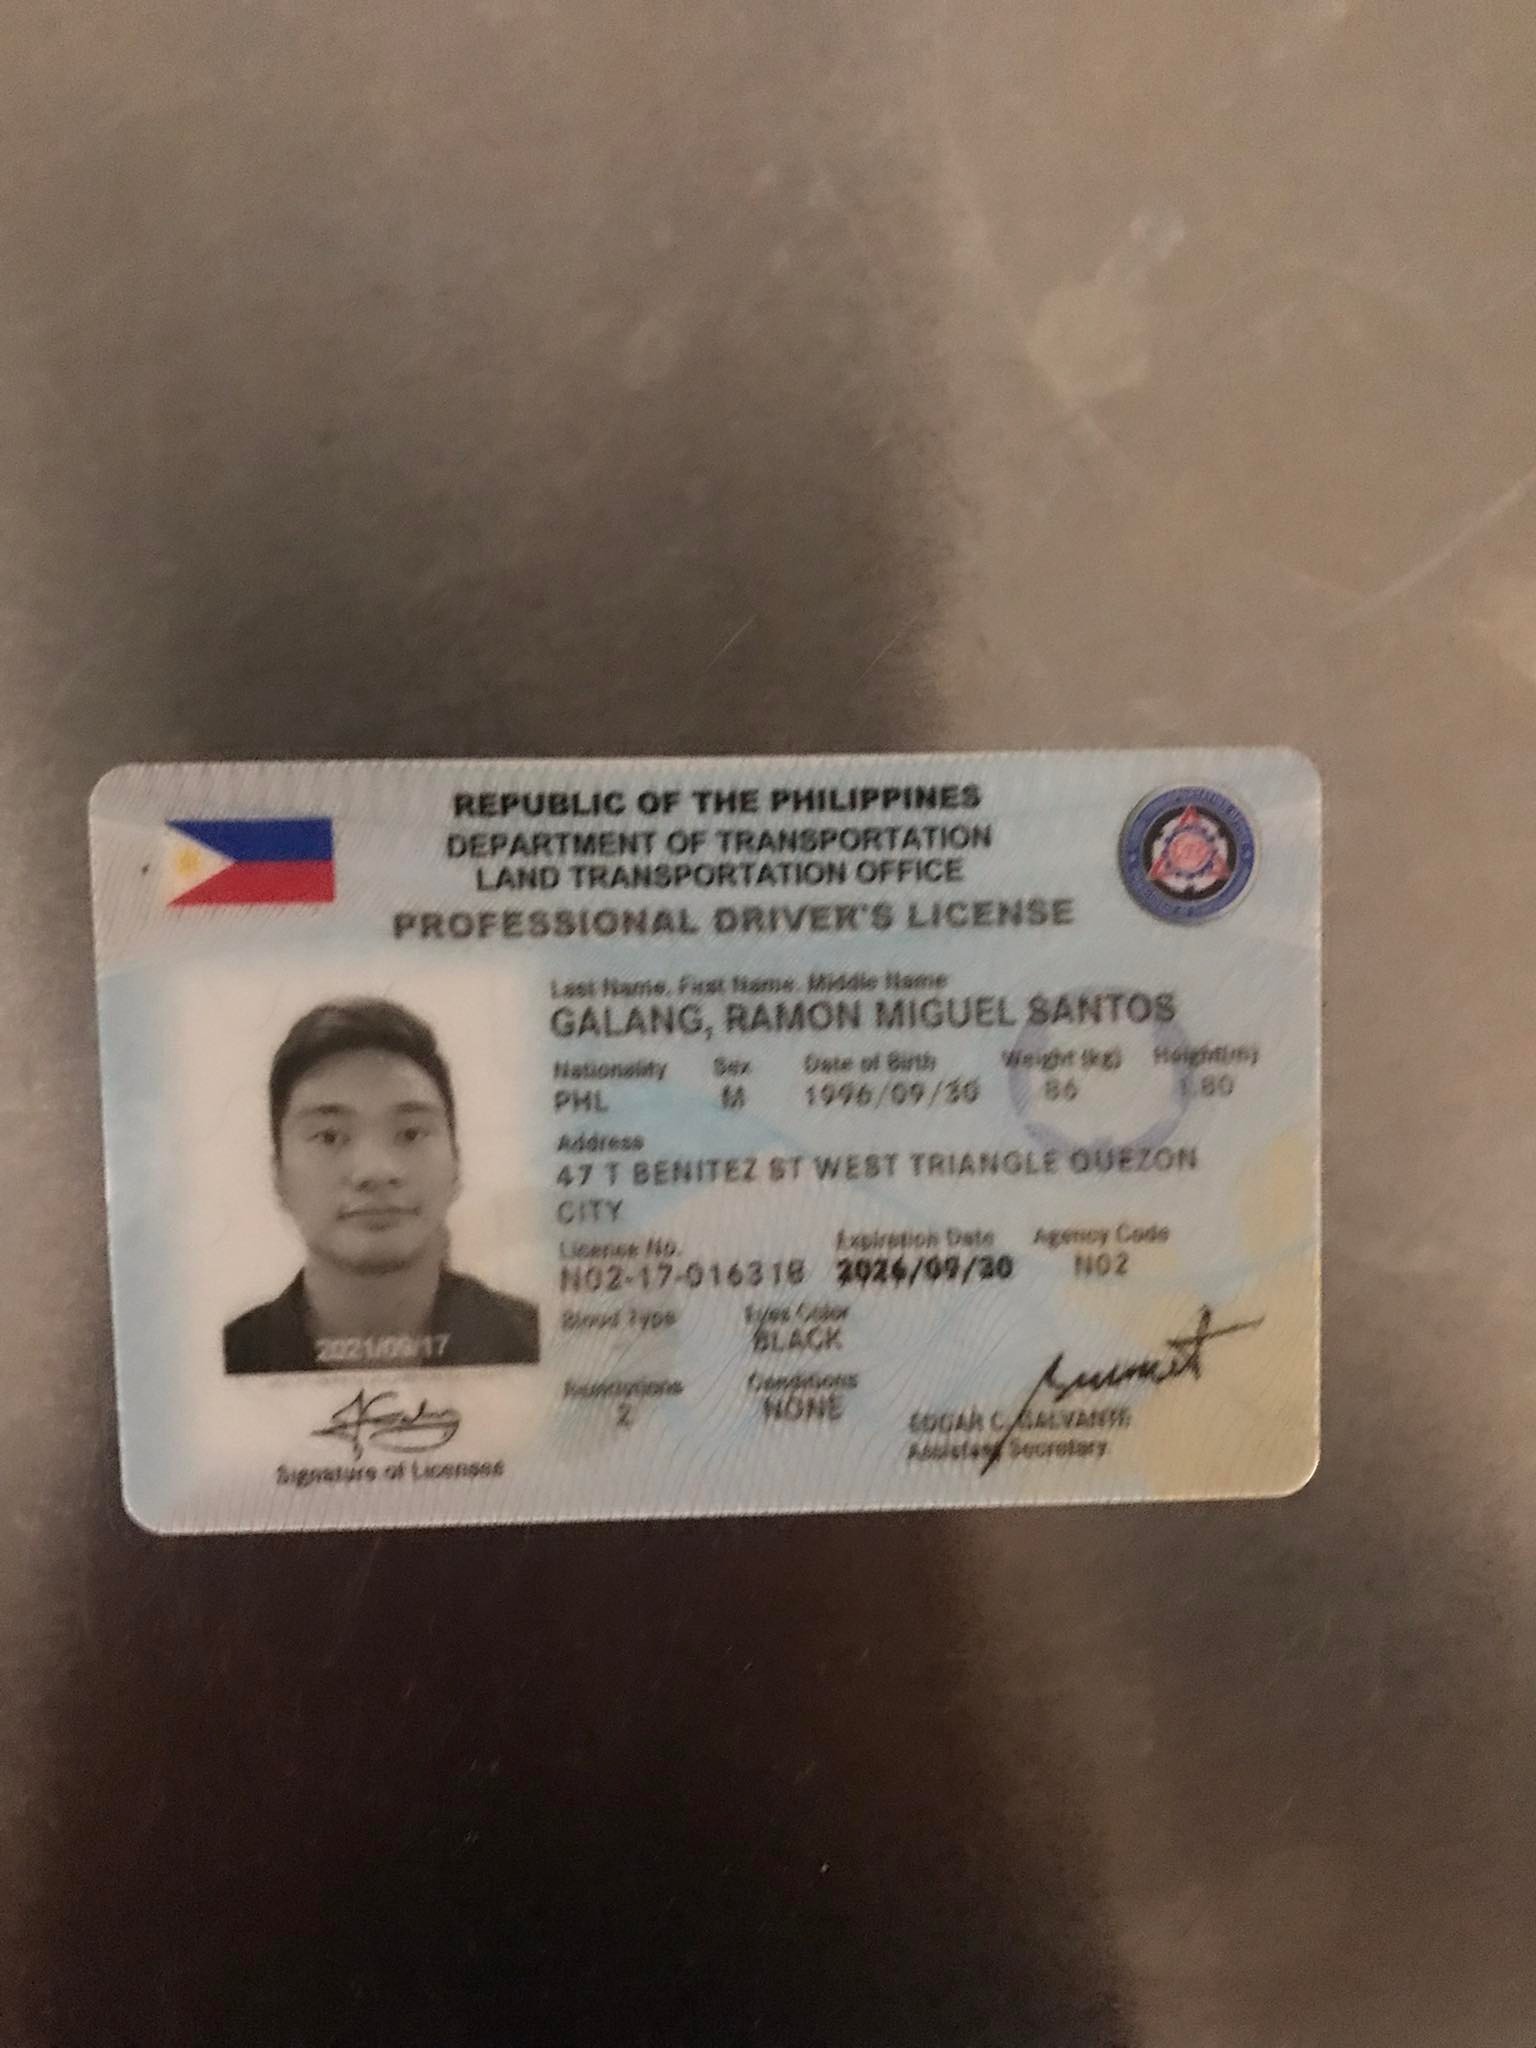 REPUBLIC OF THE PHILIPPINES
DEPARTMENT OF TRANSPORTATION
LAND TRANSPORTATION OFFICE
PROFESSIONAL DRIVER'S LICENSE
Last Name, First Name, Middle Name
GALANG, RAMON MIGUEL SANTOS
Nationality Sex Date of Birth Weight (kg) Height(m)
PHL M 1996/09/30 86 1.80
Address
47 T BENITEZ ST WEST TRIANGLE QUEZON
CITY
License No. Expiration Date Agency Code
N02-17-016318 2026/09/30 N02
Blood Type Eyes Color
BLACK
2021/09/17
Restrictions Conditions
2 NONE
EDGAR C. GALVANTE
Assistant Secretary
Signature of Licensee